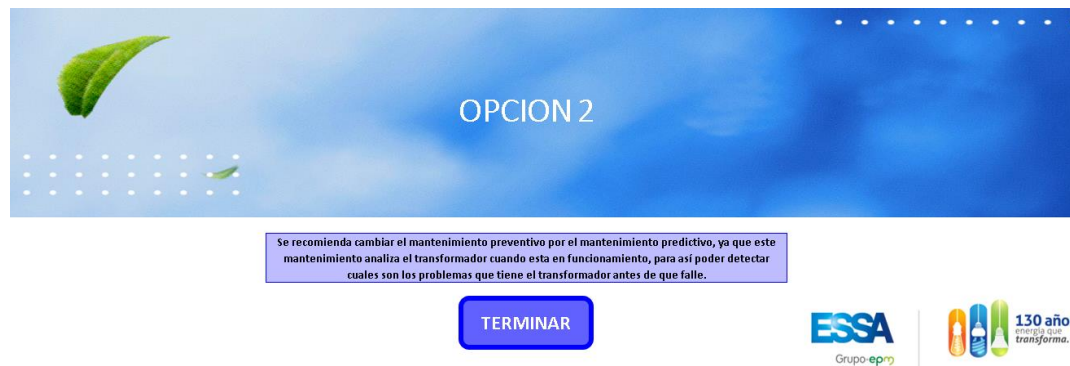 OPCION 2
Se recomienda cambiar el mantenimiento preventivo por el mantenimiento predictivo, ya que este
mantenimiento analiza el transformador cuando esta en funcionamiento, para así poder detectar
cuales son los problemas que tiene el transformador antes de que falle.
TERMINAR
ESSA
Grupo-epm
130 año
energía que
transforma.